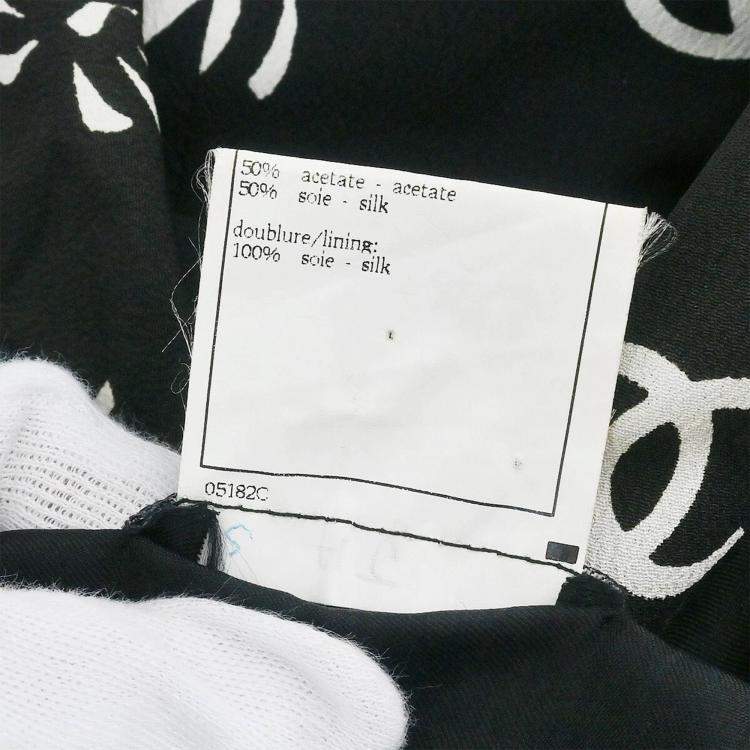 50% acetate - acetate
50% soie - silk
doublure/lining:
100% soie - silk
05182C